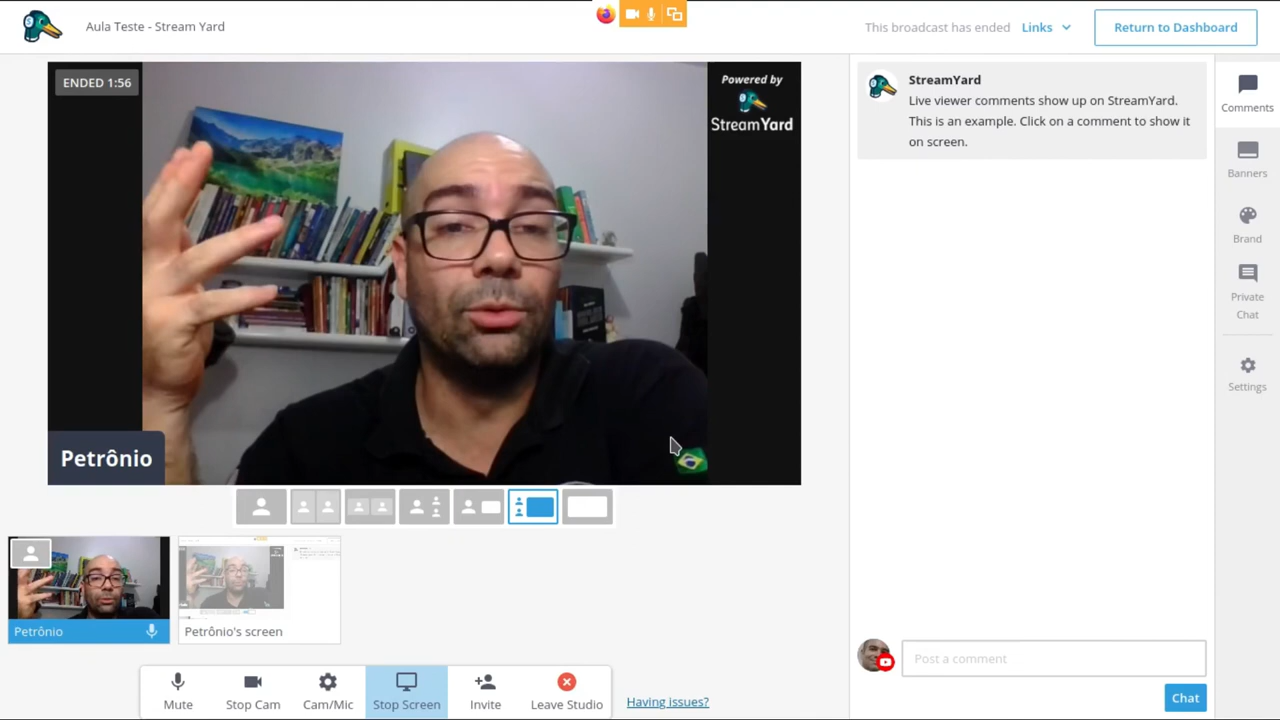 Aula Teste - Stream Yard
This broadcast has ended
Links
Return to Dashboard
ENDED 1:56
Powered by
StreamYard
Petrônio
StreamYard
Live viewer comments show up on StreamYard.
This is an example. Click on a comment to show it
on screen.
Comments
Banners
Brand
Private
Chat
Settings
Petrônio
Petrônio's screen
Mute
Stop Cam
Cam/Mic
Stop Screen
Invite
Leave Studio
Having issues?
Post a comment
Chat